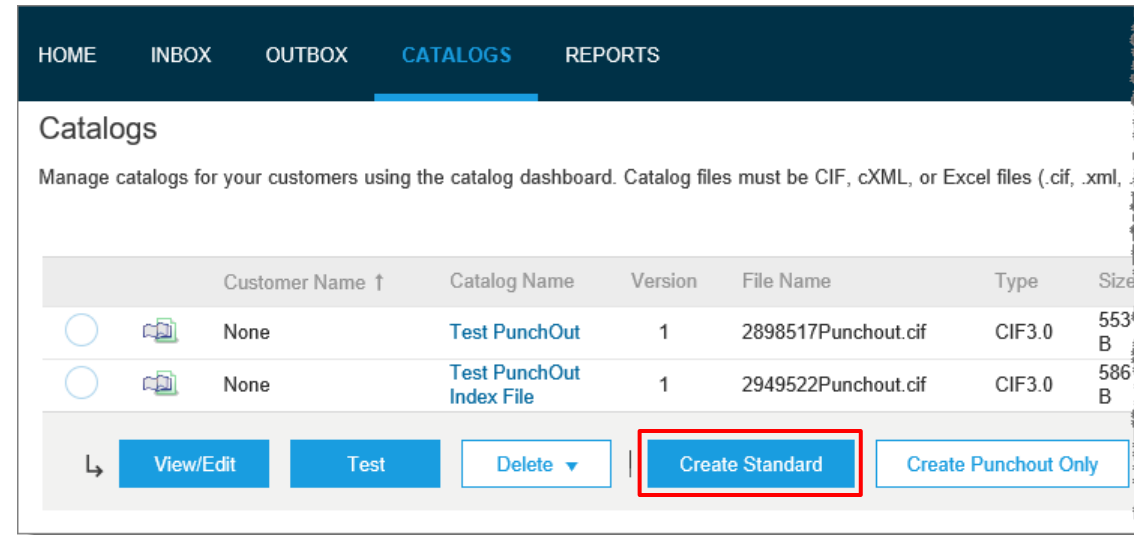 HOME INBOX OUTBOX CATALOGS REPORTS
Catalogs
Manage catalogs for your customers using the catalog dashboard. Catalog files must be CIF, cXML, or Excel files (.cif, .xml, .
Customer Name ↑ Catalog Name Version File Name Type Size
None Test PunchOut 1 2898517Punchout.cif CIF3.0 553
B
None Test PunchOut
Index File 1 2949522Punchout.cif CIF3.0 586
B
View/Edit Test Delete ▼ Create Standard Create Punchout Only